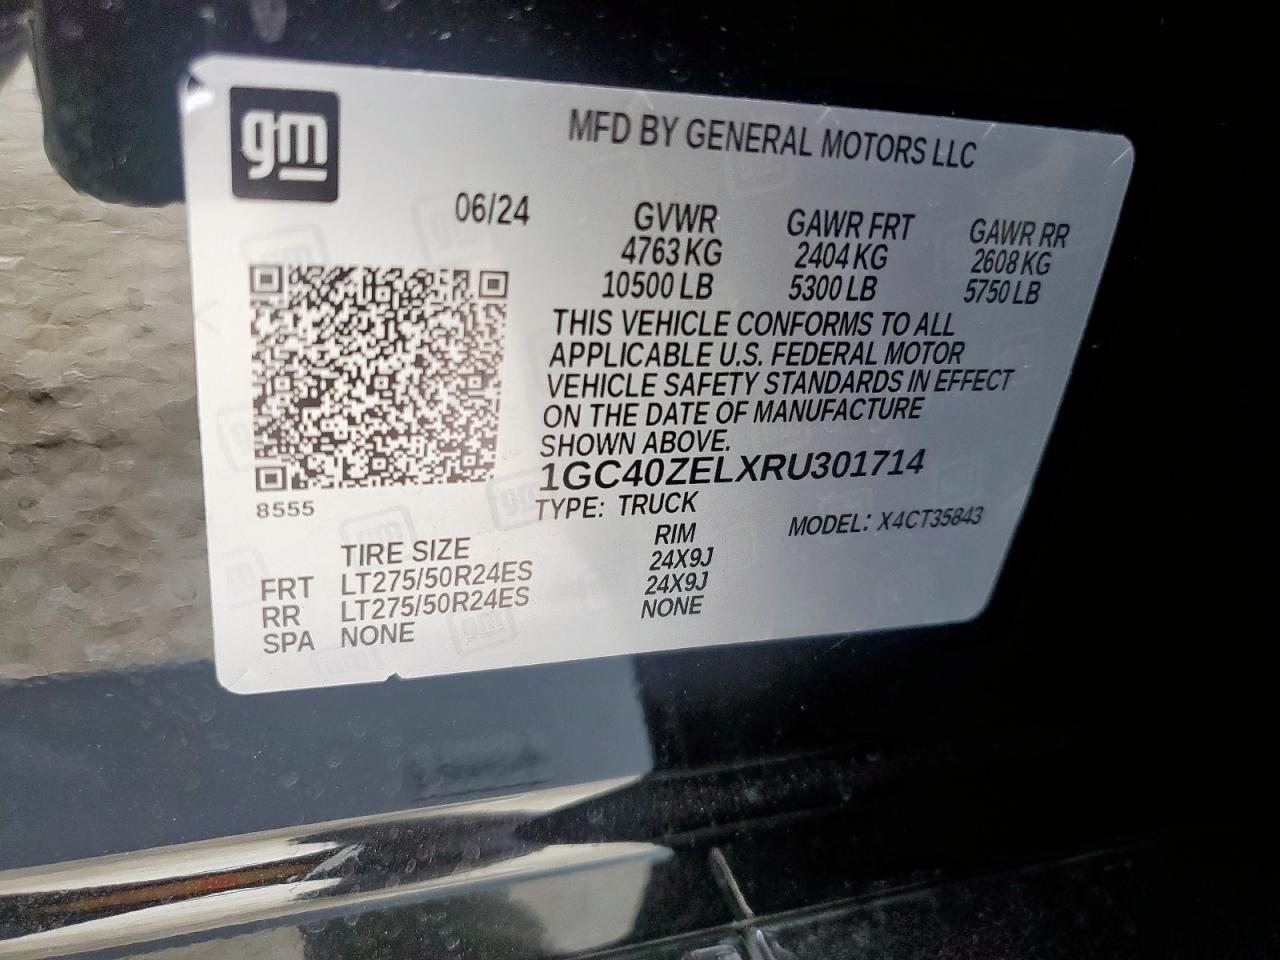 gm
MFD BY GENERAL MOTORS LLC
06/24
GVWR GAWR FRT GAWR RR
4763 KG 2404 KG 2608 KG
10500 LB 5300 LB 5750 LB
THIS VEHICLE CONFORMS TO ALL
APPLICABLE U.S. FEDERAL MOTOR
VEHICLE SAFETY STANDARDS IN EFFECT
ON THE DATE OF MANUFACTURE
SHOWN ABOVE.
1GC40ZELXRU301714
8555
TYPE: TRUCK MODEL: X4CT35843
TIRE SIZE RIM
FRT LT275/50R24ES 24X9J
RR LT275/50R24ES 24X9J
SPA NONE NONE